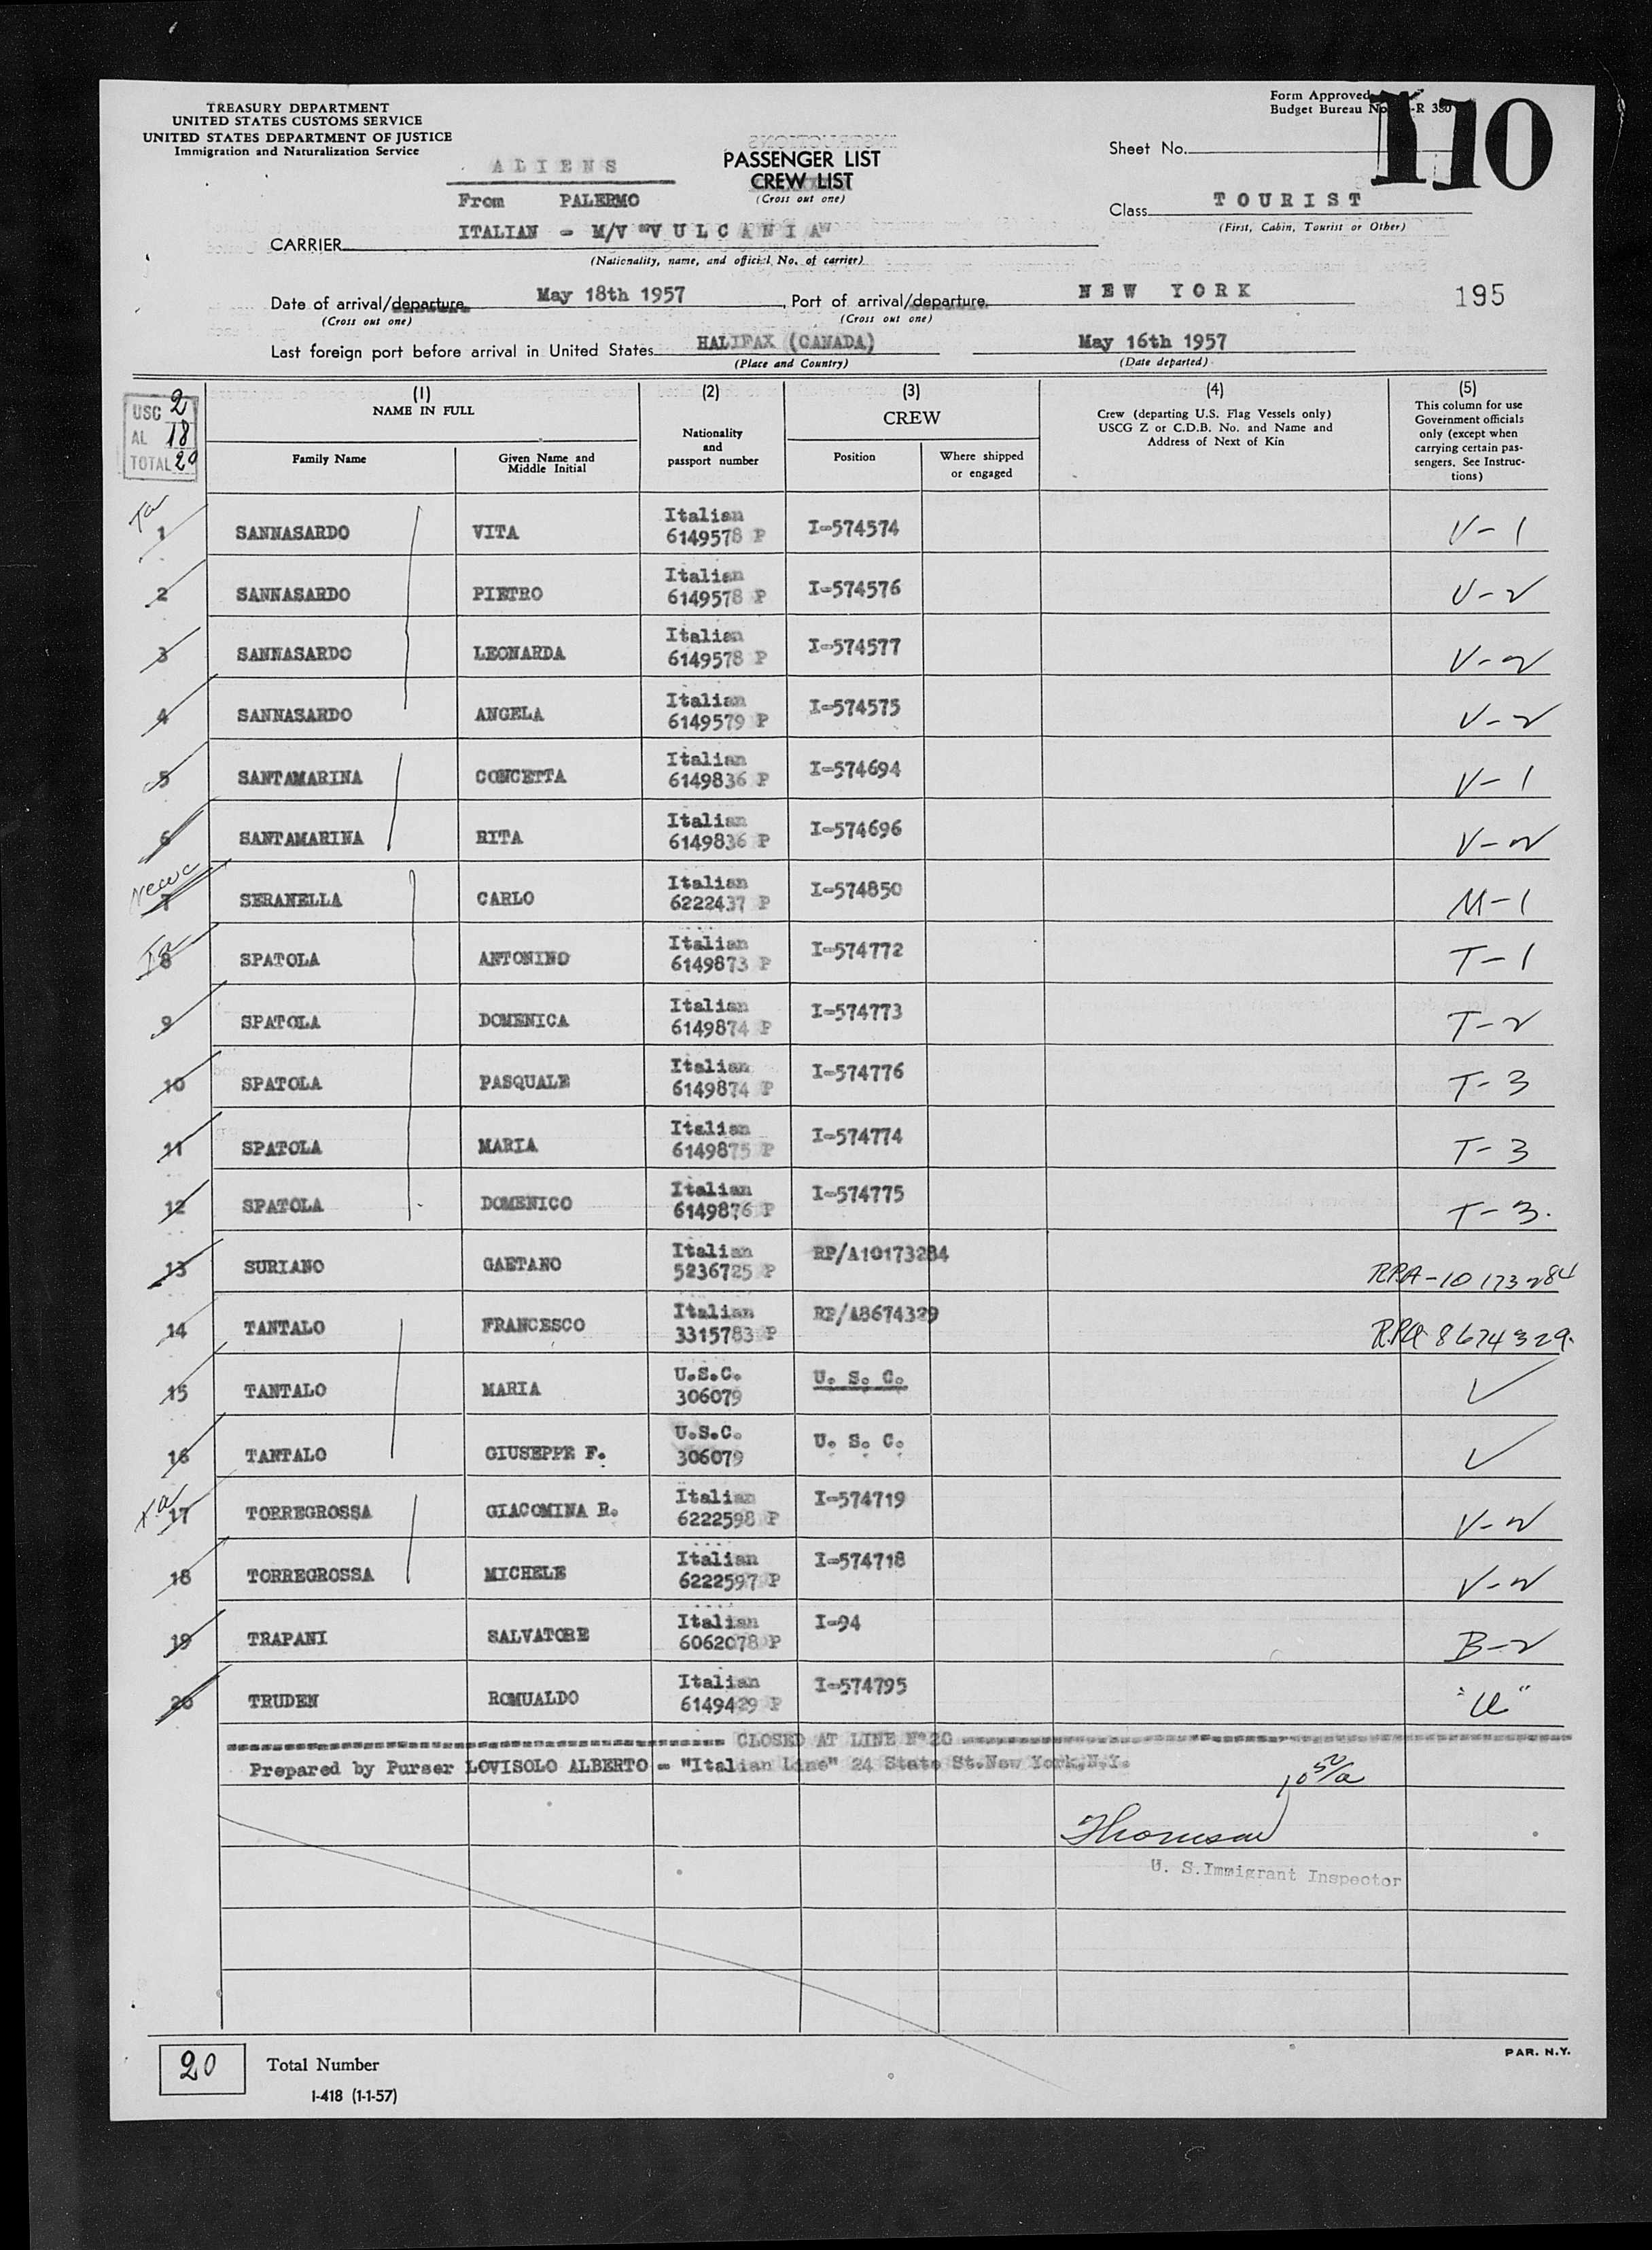 TREASURY DEPARTMENT
UNITED STATES CUSTOMS SERVICE
UNITED STATES DEPARTMENT OF JUSTICE
Immigration and Naturalization Service
Form Approved
Budget Bureau No. -R 380
110
ALIENS
PASSENGER LIST
CREW LIST
(Cross out one)
Sheet No.
From PALERMO
Class TOURIST
(First, Cabin, Tourist or Other)
CARRIER ITALIAN - M/V "VULCANIA"
(Nationality, name, and official No. of carrier)
Date of arrival/departure May 18th 1957, Port of arrival/departure NEW YORK 195
(Cross out one) (Cross out one)
Last foreign port before arrival in United States HALIFAX (CANADA) May 16th 1957
(Place and Country) (Date departed)
USC 2
AL 18
TOTAL 20
(1) NAME IN FULL
Family Name
Given Name and Middle Initial
(2) Nationality and passport number
(3) CREW
Position
Where shipped or engaged
(4) Crew (departing U.S. Flag Vessels only) USCG Z or C.D.B. No. and Name and Address of Next of Kin
(5) This column for use Government officials only (except when carrying certain passengers. See Instructions)
1 SANNASARDO VITA Italian 6149578 P I-574574 V-1
2 SANNASARDO PIETRO Italian 6149578 P I-574576 V-2
3 SANNASARDO LEONARDA Italian 6149578 P I-574577 V-2
4 SANNASARDO ANGELA Italian 6149579 P I-574575 V-2
5 SANTAMARINA CONCETTA Italian 6149836 P I-574694 V-1
6 SANTAMARINA RITA Italian 6149836 P I-574696 V-2
7 SERANELLA CARLO Italian 6222437 P I-574850 M-1
8 SPATOLA ANTONINO Italian 6149873 P I-574772 T-1
9 SPATOLA DOMENICA Italian 6149874 P I-574773 T-2
10 SPATOLA PASQUALE Italian 6149874 P I-574776 T-3
11 SPATOLA MARIA Italian 6149875 P I-574774 T-3
12 SPATOLA DOMENICO Italian 6149876 P I-574775 T-3.
13 SURIANO GAETANO Italian 5236725 P RP/A10173284 RPA-10173284
14 TANTALO FRANCESCO Italian 3315783 P RP/A8674329 RPA 8674329.
15 TANTALO MARIA U.S.C. 306079 U. S. C. ✓
16 TANTALO GIUSEPPE F. U.S.C. 306079 U. S. C. ✓
17 TORREGROSSA GIACOMINA R. Italian 6222598 P I-574719 V-2
18 TORREGROSSA MICHELE Italian 6222597 P I-574718 V-2
19 TRAPANI SALVATORE Italian 6062078 P I-94 B-2
20 TRUDEN ROMUALDO Italian 6149429 P I-574795
CLOSED AT LINE N°20
Prepared by Purser LOVISOLO ALBERTO - "Italian Line" 24 State St.New York,N.Y.
Thomson
U. S. Immigrant Inspector
20 Total Number
I-418 (1-1-57)
PAR. N.Y.